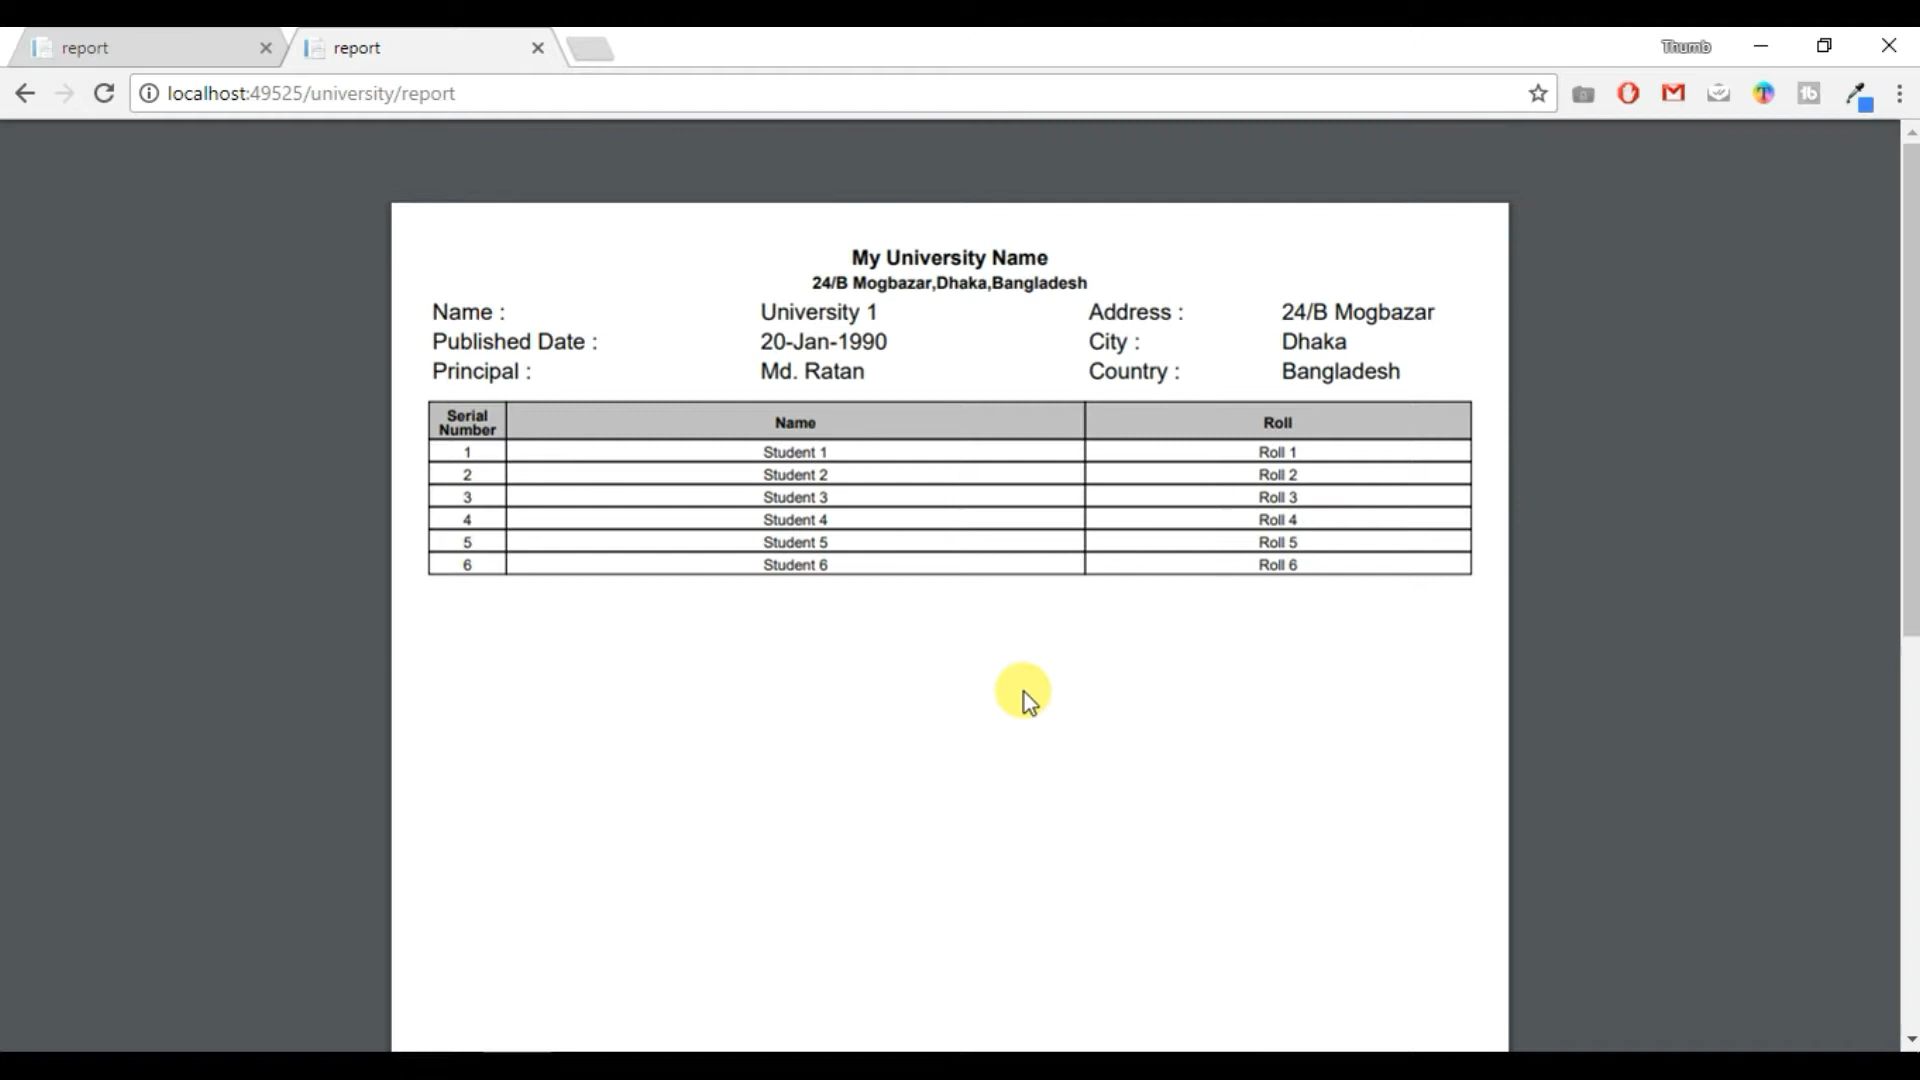 report
report
Thumb
localhost:49525/university/report
My University Name
24/B Mogbazar,Dhaka,Bangladesh
Name : University 1 Address : 24/B Mogbazar
Published Date : 20-Jan-1990 City : Dhaka
Principal : Md. Ratan Country : Bangladesh
Serial Number Name Roll
1 Student 1 Roll 1
2 Student 2 Roll 2
3 Student 3 Roll 3
4 Student 4 Roll 4
5 Student 5 Roll 5
6 Student 6 Roll 6